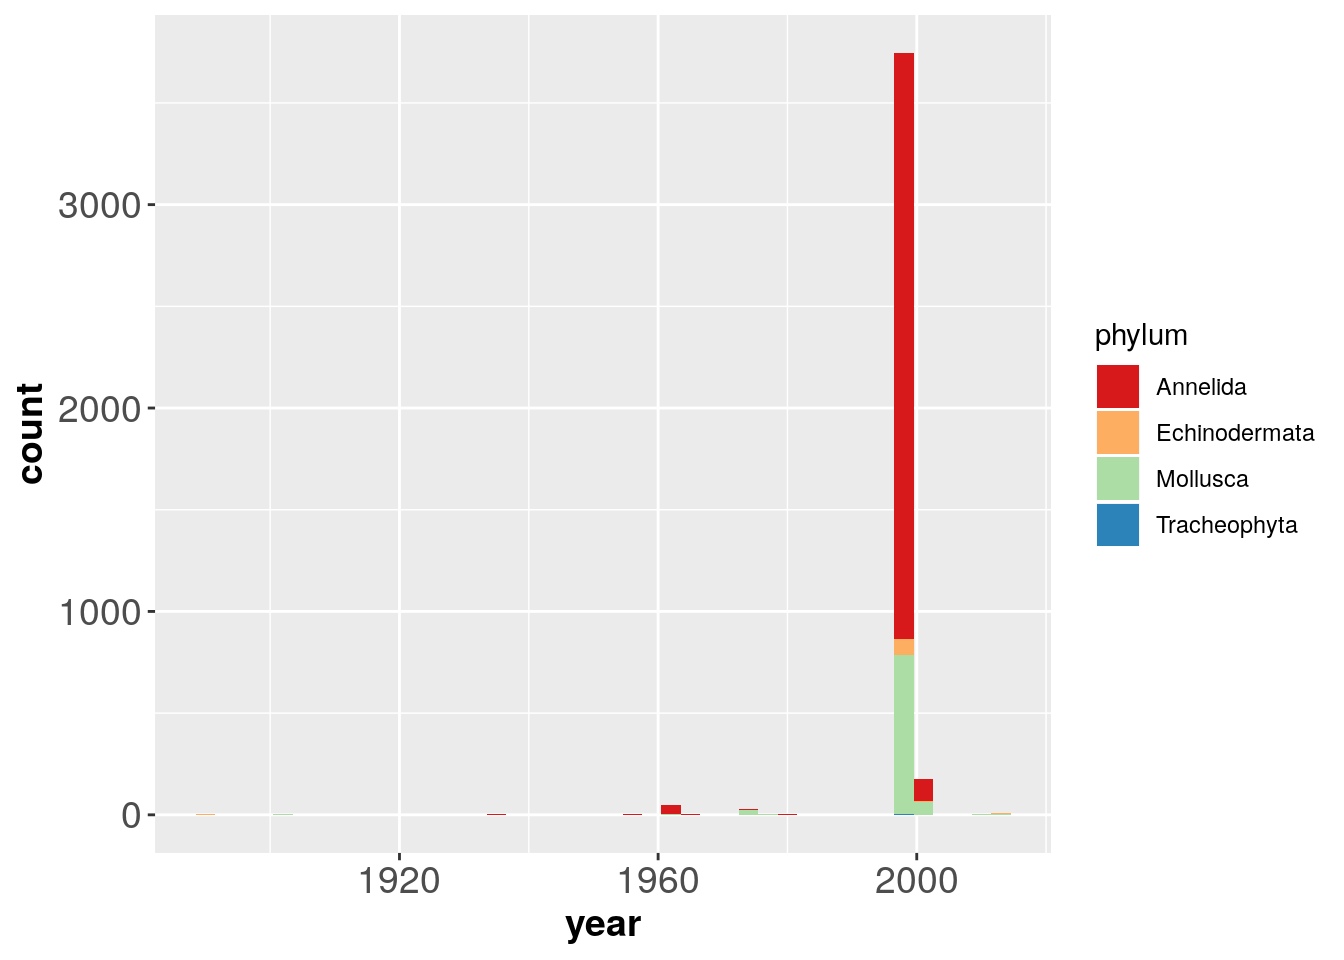 3000
2000
1000
0
count
1920
1960
2000
year
phylum
Annelida
Echinodermata
Mollusca
Tracheophyta